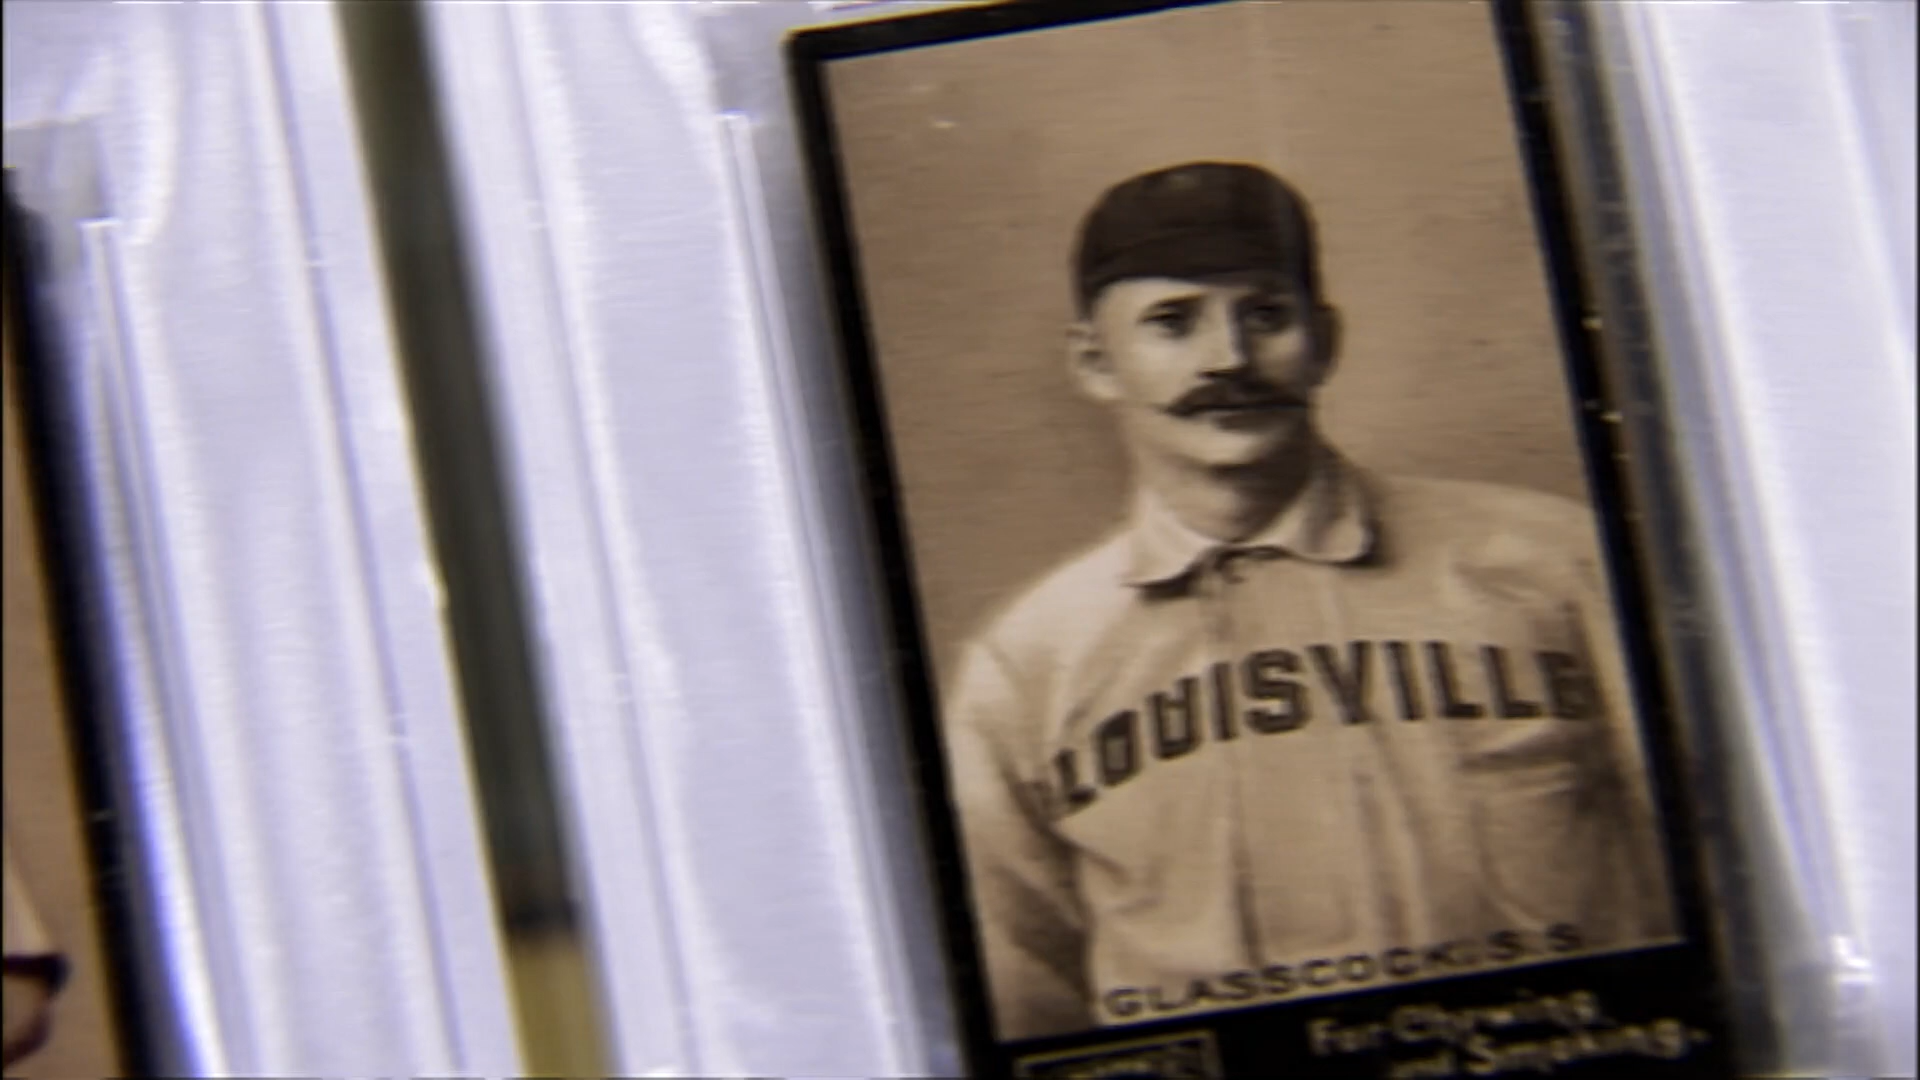 LOUISVILLE
GLASSCOCK. S. S.
For Chewing
and Smoking.